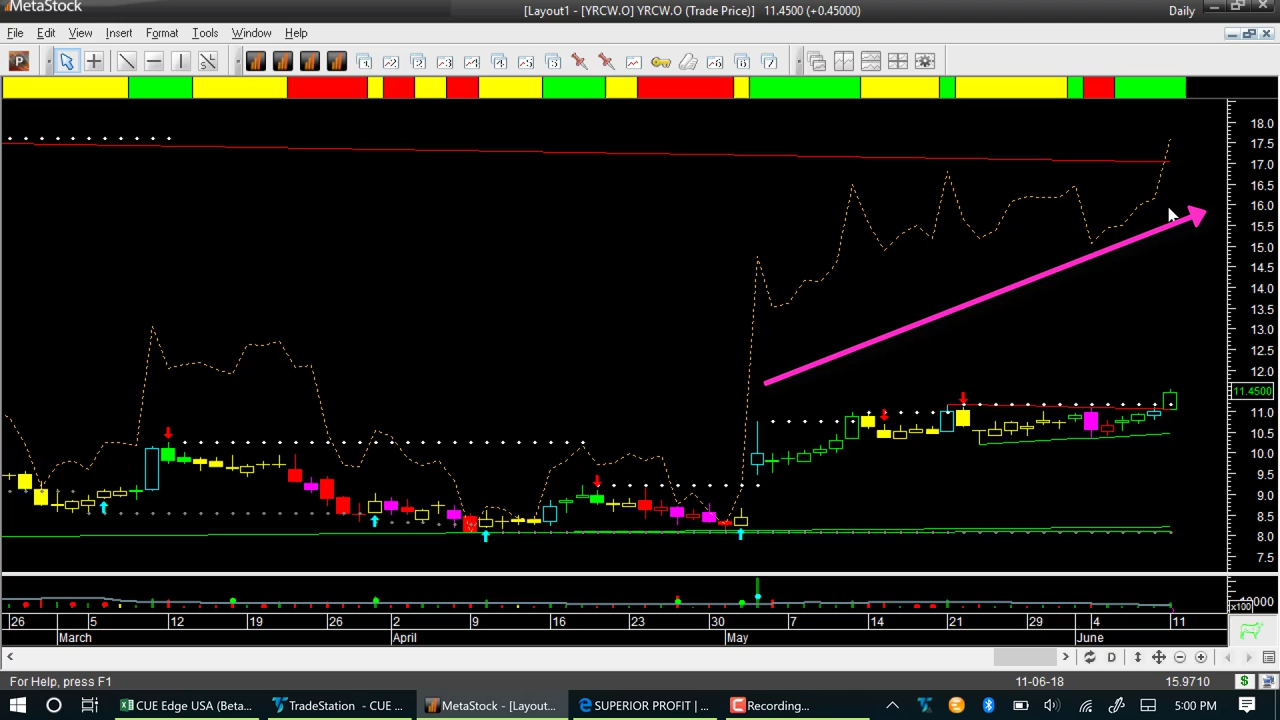 MetaStock
[Layout1 - [YRCW.O] YRCW.O (Trade Price)] 11.4500 (+0.45000)
Daily
File Edit View Insert Format Tools Window Help
18.0
17.5
17.0
16.5
16.0
15.5
15.0
14.5
14.0
13.5
13.0
12.5
12.0
11.4500
11.0
10.5
10.0
9.5
9.0
8.5
8.0
7.5
x100
26 5 12 19 26 2 9 16 23 30 7 14 21 29 4 11
March April May June
D
For Help, press F1
11-06-18 15.9710
CUE Edge USA (Beta...
TradeStation - CUE ...
MetaStock - [Layout...
SUPERIOR PROFIT | ...
Recording...
5:00 PM